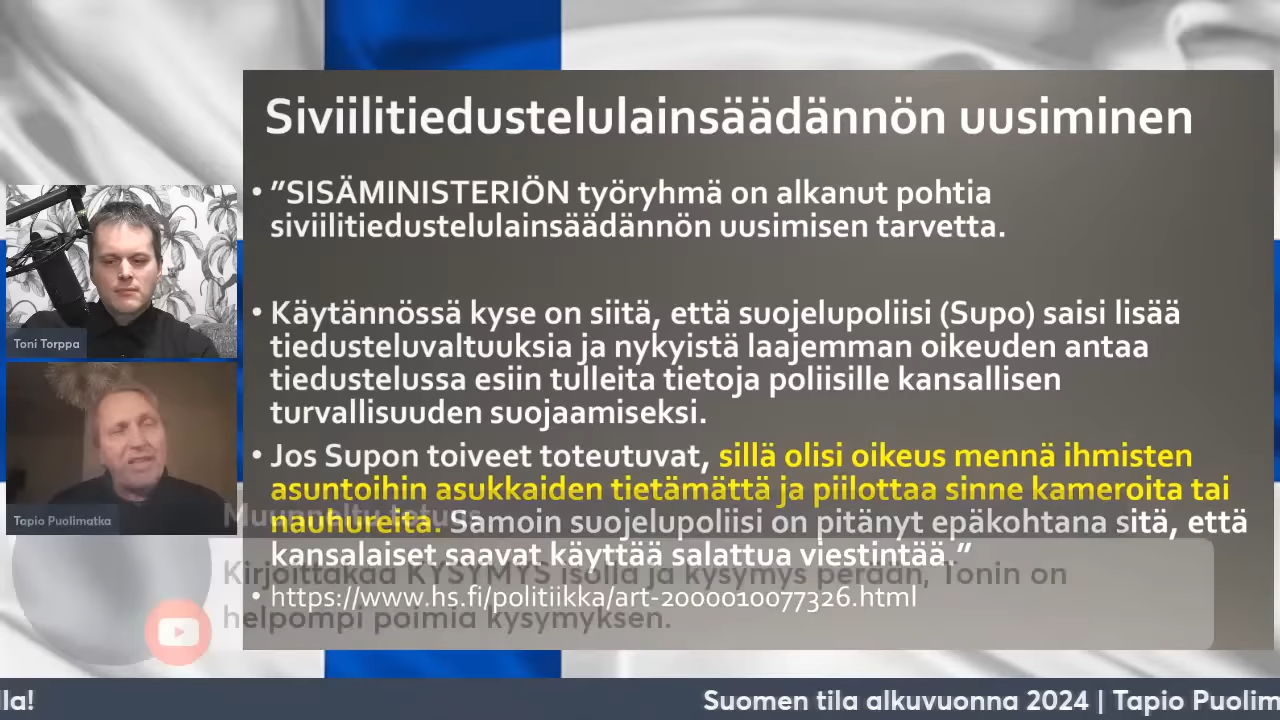 Siviilitiedustelulainsäädännön uusiminen
• ”SISÄMINISTERIÖN työryhmä on alkanut pohtia
siviilitiedustelulainsäädännön uusimisen tarvetta.
• Käytännössä kyse on siitä, että suojelupoliisi (Supo) saisi lisää
tiedusteluvaltuuksia ja nykyistä laajemman oikeuden antaa
tiedustelussa esiin tulleita tietoja poliisille kansallisen
turvallisuuden suojaamiseksi.
• Jos Supon toiveet toteutuvat, sillä olisi oikeus mennä ihmisten
asuntoihin asukkaiden tietämättä ja piilottaa sinne kameroita tai
nauhureita. Samoin suojelupoliisi on pitänyt epäkohtana sitä, että
kansalaiset saavat käyttää salattua viestintää.”
• https://www.hs.fi/politiikka/art-2000010077326.html
Toni Torppa
Tapio Puolimatka
Muunneltu totuus
Kirjoittakaa KYSYMYS isolla ja kysymys perään, Tonin on
helpompi poimia kysymyksen.
lla!
Suomen tila alkuvuonna 2024 | Tapio Puolim